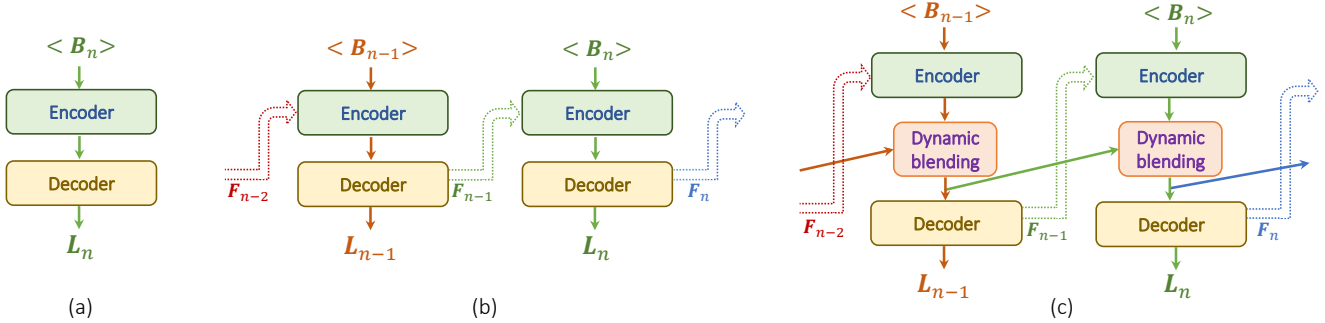 < B_n >
Encoder
Decoder
L_n
(a)
< B_{n-1} >
Encoder
Decoder
L_{n-1}
F_{n-2}
F_{n-1}
< B_n >
Encoder
Decoder
L_n
F_n
(b)
< B_{n-1} >
Encoder
Dynamic
blending
Decoder
L_{n-1}
F_{n-2}
F_{n-1}
< B_n >
Encoder
Dynamic
blending
Decoder
L_n
F_n
(c)